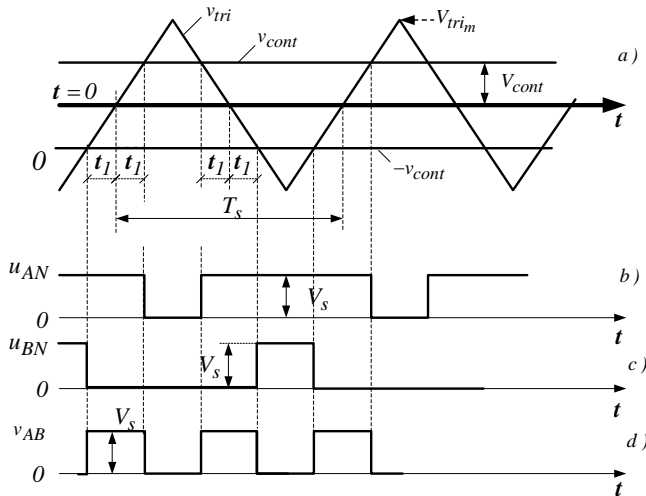 v_tri
V_tri_m
v_cont
a )
V_cont
t = 0
t
0
t_1 t_1 t_1 t_1
−v_cont
T_s
u_AN
b )
V_s
0
t
u_BN
V_s
c )
0
t
V_s
v_AB
d )
0
t